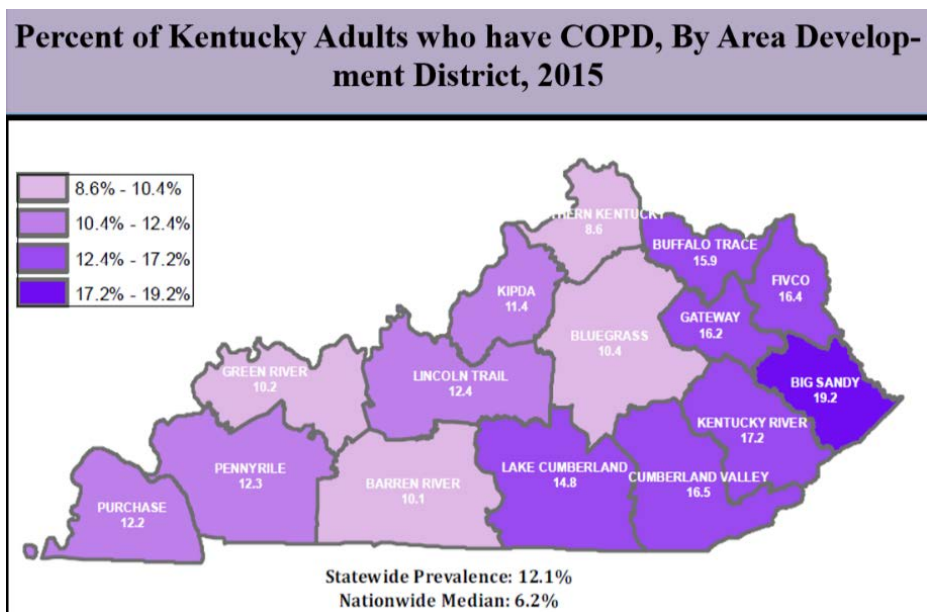 Percent of Kentucky Adults who have COPD, By Area Develop-
ment District, 2015
8.6% - 10.4%
10.4% - 12.4%
12.4% - 17.2%
17.2% - 19.2%
THERN KENTUCKY
8.6
BUFFALO TRACE
15.9
FIVCO
16.4
KIPDA
11.4
GATEWAY
16.2
BLUEGRASS
10.4
GREEN RIVER
10.2
LINCOLN TRAIL
12.4
BIG SANDY
19.2
KENTUCKY RIVER
17.2
PENNYRILE
12.3
BARREN RIVER
10.1
LAKE CUMBERLAND
14.8
CUMBERLAND VALLEY
16.5
PURCHASE
12.2
Statewide Prevalence: 12.1%
Nationwide Median: 6.2%